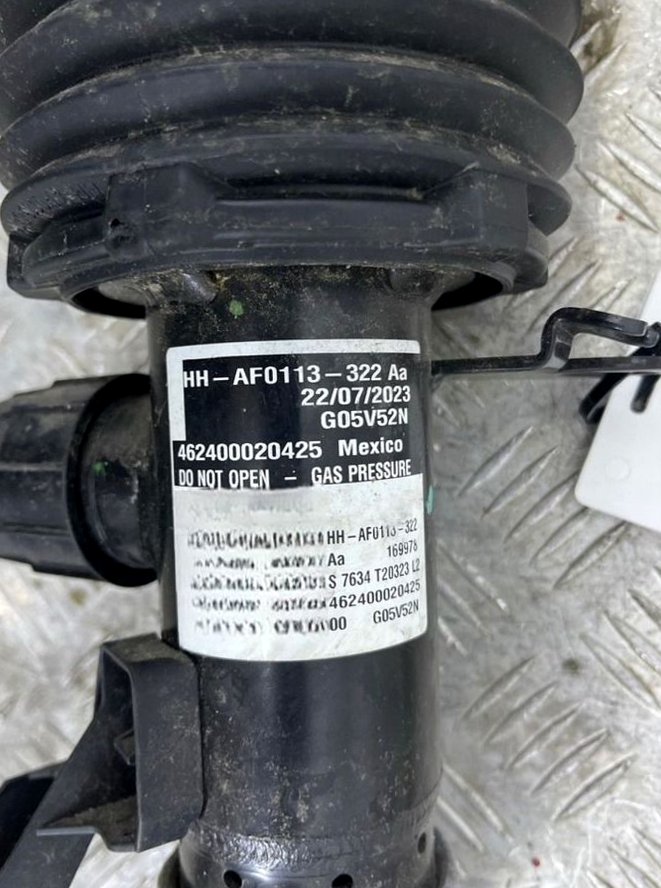 HH-AF0113-322 Aa
22/07/2023
G05V52N
462400020425 Mexico
DO NOT OPEN - GAS PRESSURE
HH-AF0113-322
Aa 169978
S 7634 T20323 L2
462400020425
00 G05V52N